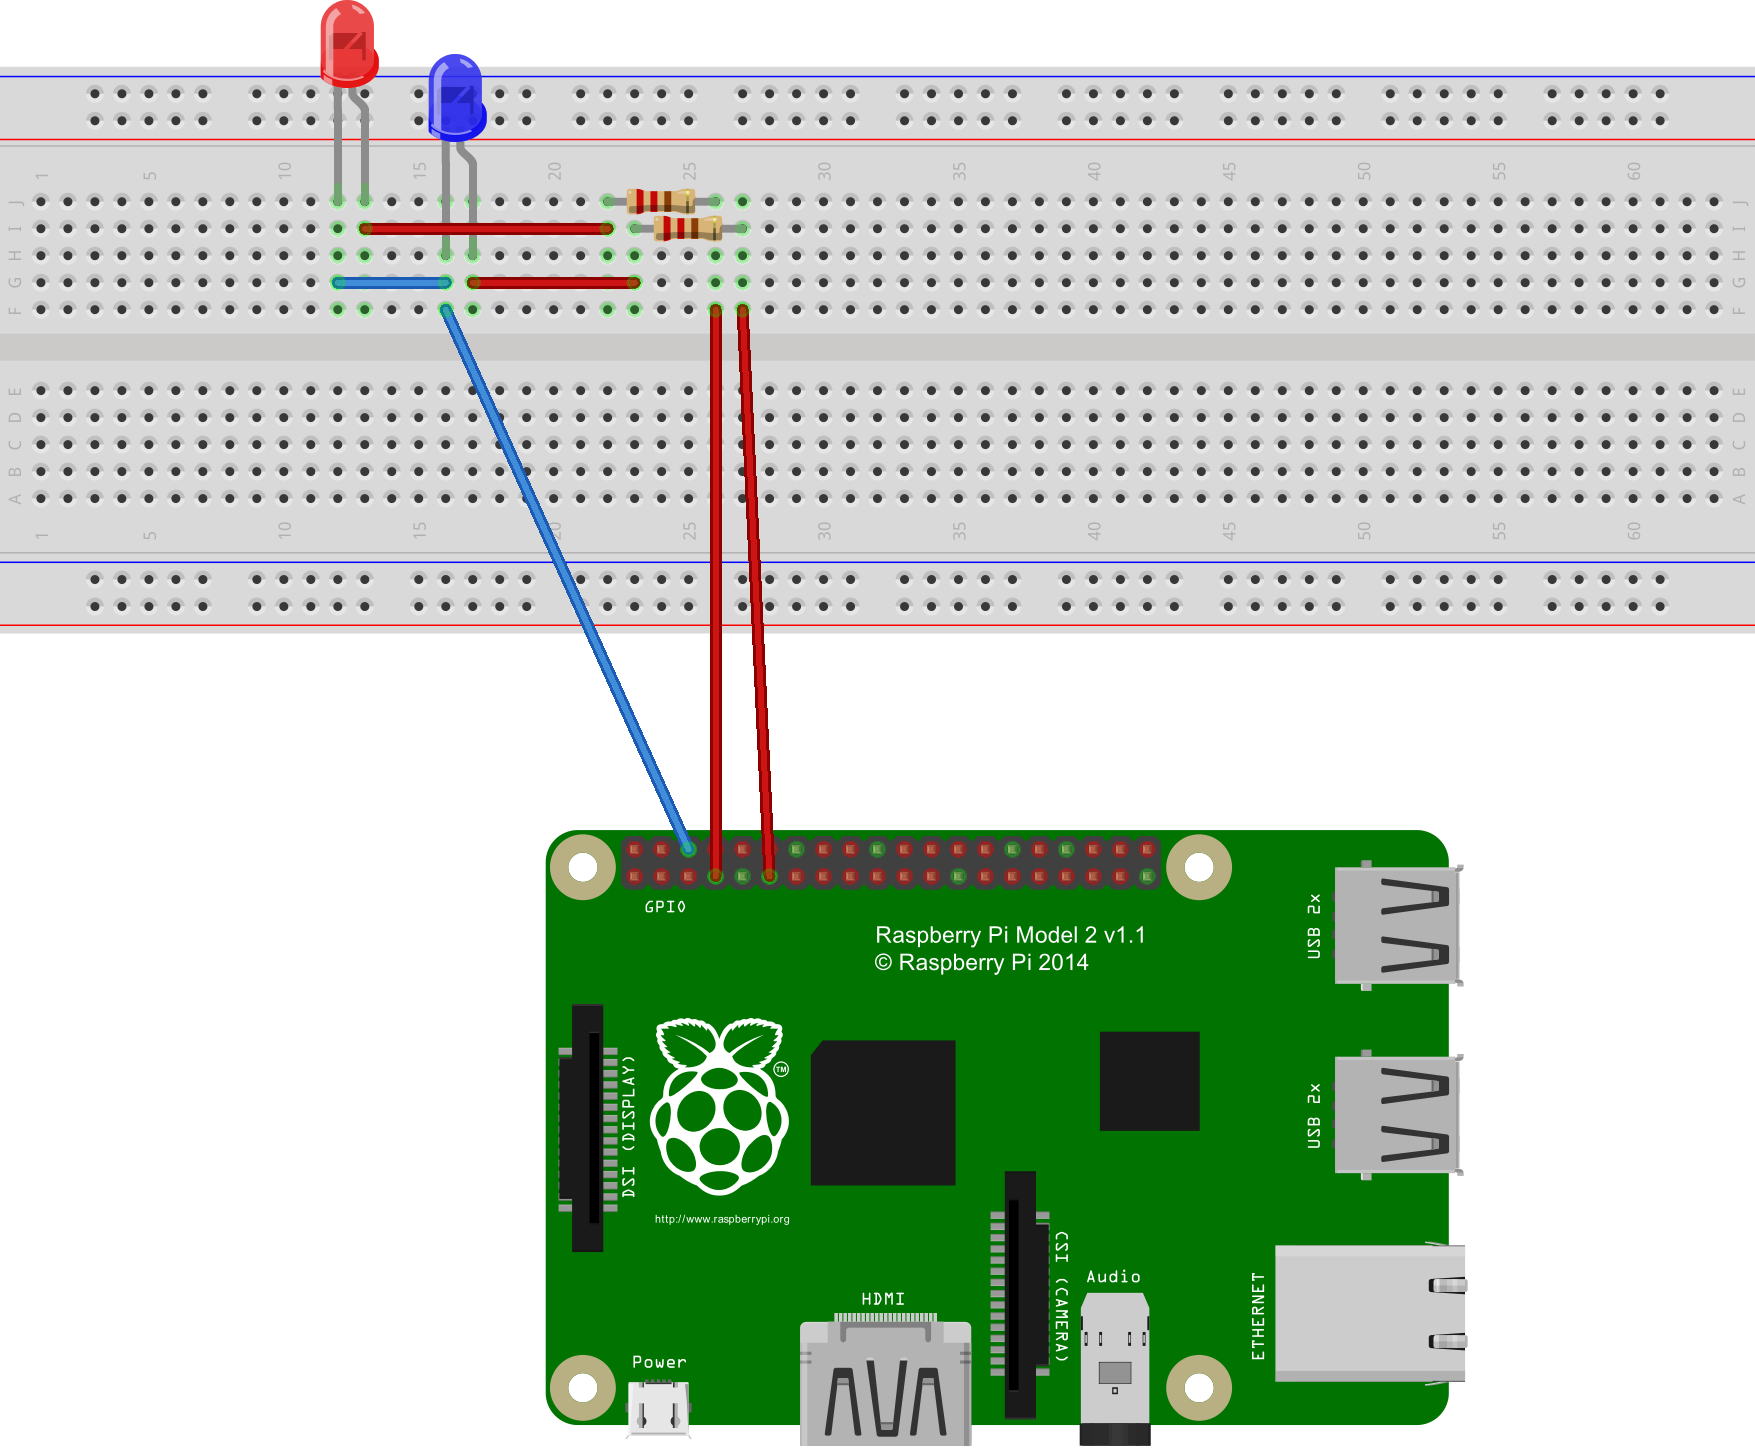 1 5 10 15 20 25 30 35 40 45 50 55 60
J J
I I
H H
G G
F F
E E
D D
C C
B B
A A
1 5 10 15 20 25 30 35 40 45 50 55 60
GPIO
Raspberry Pi Model 2 v1.1
© Raspberry Pi 2014
USB 2x
DSI (DISPLAY)
TM
USB 2x
http://www.raspberrypi.org
CSI (CAMERA)
Audio
ETHERNET
HDMI
Power